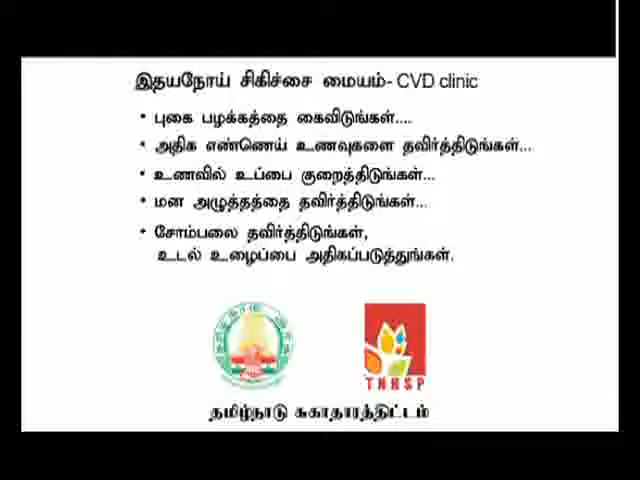 இதயநோய் சிகிச்சை மையம்- CVD clinic
• புகை பழக்கத்தை கைவிடுங்கள்....
• அதிக எண்ணெய் உணவுகளை தவிர்த்திடுங்கள்...
• உணவில் உப்பை குறைத்திடுங்கள்...
• மன அழுத்தத்தை தவிர்த்திடுங்கள்...
• சோம்பலை தவிர்த்திடுங்கள்,
உடல் உழைப்பை அதிகப்படுத்துங்கள்.
TNHSP
தமிழ்நாடு சுகாதாரத்திட்டம்